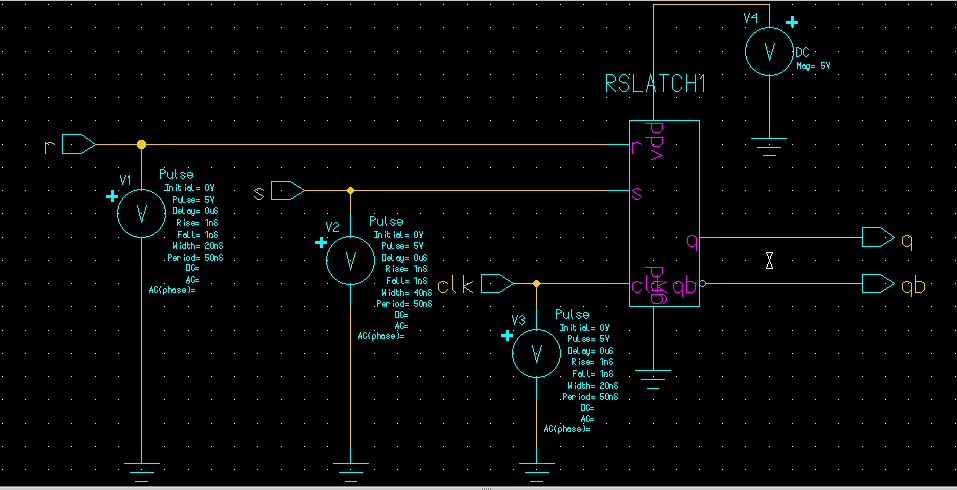 V4
DC
Mag= 5V
RSLATCH1
r
V1
Pulse
Initial= 0V
Pulse= 5V
Delay= 0uS
Rise= 1nS
Fall= 1nS
Width= 20nS
Period= 50nS
DC=
AC=
AC(phase)=
s
V2
Pulse
Initial= 0V
Pulse= 5V
Delay= 0uS
Rise= 1nS
Fall= 1nS
Width= 40nS
Period= 50nS
DC=
AC=
AC(phase)=
clk
V3
Pulse
Initial= 0V
Pulse= 5V
Delay= 0uS
Rise= 1nS
Fall= 1nS
Width= 20nS
Period= 50nS
DC=
AC=
AC(phase)=
r
s
q
clk
qb
q
qb
V
V
V
V